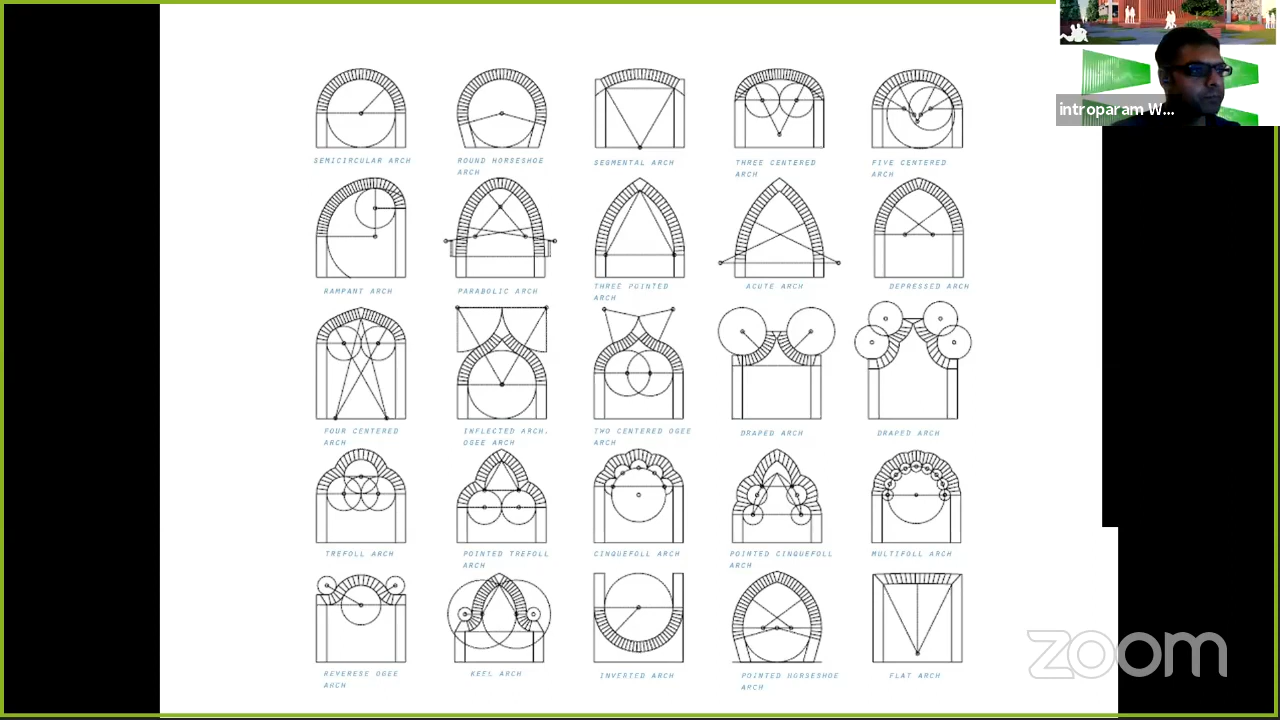 introparam W...
SEMICIRCULAR ARCH
ROUND HORSESHOE
ARCH
SEGMENTAL ARCH
THREE CENTERED
ARCH
FIVE CENTERED
ARCH
RAMPANT ARCH
PARABOLIC ARCH
THREE POINTED
ARCH
ACUTE ARCH
DEPRESSED ARCH
FOUR CENTERED
ARCH
INFLECTED ARCH.
OGEE ARCH
TWO CENTERED OGEE
ARCH
DRAPED ARCH
DRAPED ARCH
TREFOLL ARCH
POINTED TREFOLL
ARCH
CINQUEFOLL ARCH
POINTED CINQUEFOLL
ARCH
MULTIFOLL ARCH
REVERESE OGEE
ARCH
KEEL ARCH
INVERTED ARCH
POINTED HORSESHOE
ARCH
FLAT ARCH
zoom